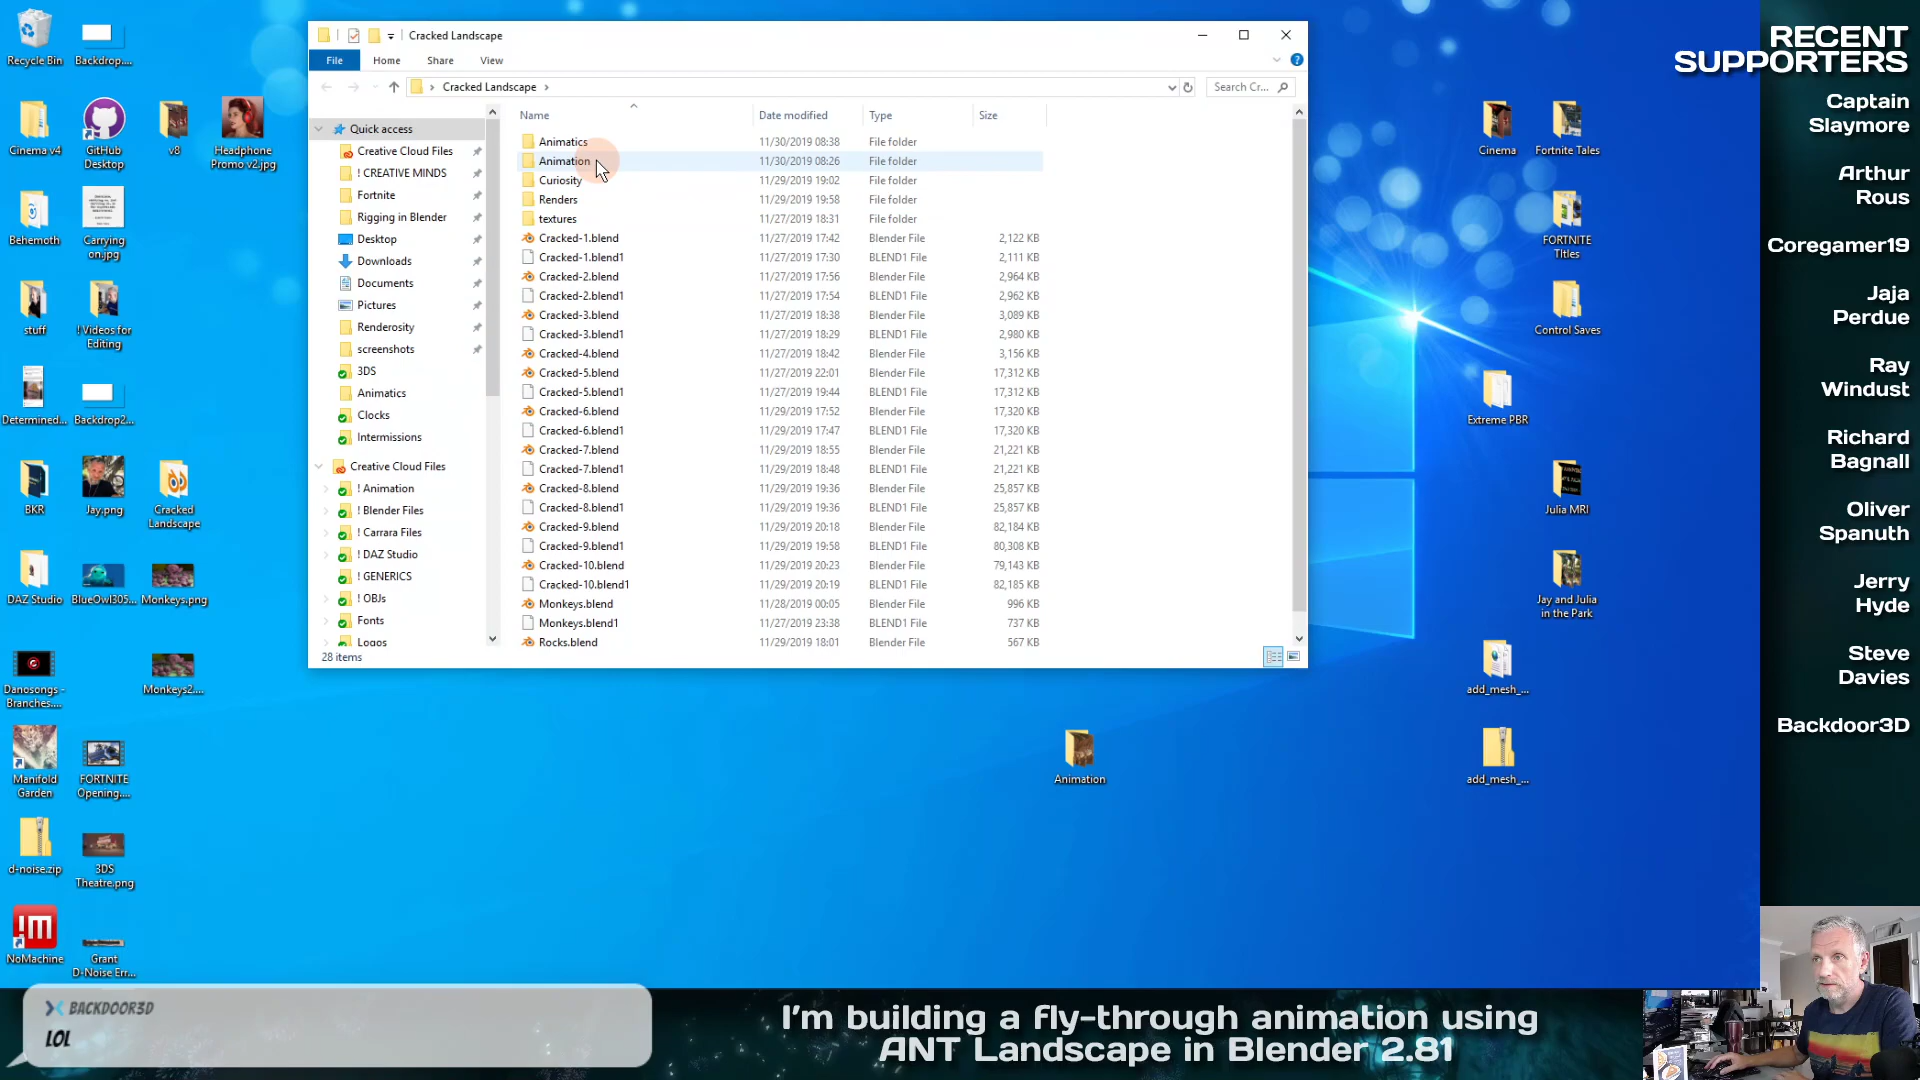 Cracked Landscape
File Home Share View
Cracked Landscape
Search Cr...
Name Date modified Type Size
Quick access
Creative Cloud Files
! CREATIVE MINDS
Fortnite
Rigging in Blender
Desktop
Downloads
Documents
Pictures
Renderosity
screenshots
3DS
Animatics
Clocks
Intermissions
Creative Cloud Files
! Animation
! Blender Files
! Carrara Files
! DAZ Studio
! GENERICS
! OBJs
Fonts
Logos
Animatics 11/30/2019 08:38 File folder
Animation 11/30/2019 08:26 File folder
Curiosity 11/29/2019 19:02 File folder
Renders 11/29/2019 19:58 File folder
textures 11/27/2019 18:31 File folder
Cracked-1.blend 11/27/2019 17:42 Blender File 2,122 KB
Cracked-1.blend1 11/27/2019 17:30 BLEND1 File 2,111 KB
Cracked-2.blend 11/27/2019 17:56 Blender File 2,964 KB
Cracked-2.blend1 11/27/2019 17:54 BLEND1 File 2,962 KB
Cracked-3.blend 11/27/2019 18:38 Blender File 3,089 KB
Cracked-3.blend1 11/27/2019 18:29 BLEND1 File 2,980 KB
Cracked-4.blend 11/27/2019 18:42 Blender File 3,156 KB
Cracked-5.blend 11/27/2019 22:01 Blender File 17,312 KB
Cracked-5.blend1 11/27/2019 19:44 BLEND1 File 17,312 KB
Cracked-6.blend 11/29/2019 17:52 Blender File 17,320 KB
Cracked-6.blend1 11/29/2019 17:47 BLEND1 File 17,320 KB
Cracked-7.blend 11/29/2019 18:55 Blender File 21,221 KB
Cracked-7.blend1 11/29/2019 18:48 BLEND1 File 21,221 KB
Cracked-8.blend 11/29/2019 19:36 Blender File 25,857 KB
Cracked-8.blend1 11/29/2019 19:36 BLEND1 File 25,857 KB
Cracked-9.blend 11/29/2019 20:18 Blender File 82,184 KB
Cracked-9.blend1 11/29/2019 19:58 BLEND1 File 80,308 KB
Cracked-10.blend 11/29/2019 20:23 Blender File 79,143 KB
Cracked-10.blend1 11/29/2019 20:19 BLEND1 File 82,185 KB
Monkeys.blend 11/28/2019 00:05 Blender File 996 KB
Monkeys.blend1 11/27/2019 23:38 BLEND1 File 737 KB
Rocks.blend 11/29/2019 18:01 Blender File 567 KB
28 items
Recycle Bin
Backdrop....
Cinema v4
GitHub
Desktop
v8
Headphone
Promo v2.jpg
Behemoth
Carrying
on.jpg
stuff
! Videos for
Editing
Determined...
Backdrop2...
BKR
Jay.png
Cracked
Landscape
DAZ Studio
BlueOwl305...
Monkeys.png
Danosongs -
Branches....
Monkeys2....
Manifold
Garden
FORTNITE
Opening....
d-noise.zip
3DS
Theatre.png
NoMachine
Grant
D-Noise Err...
Animation
Cinema
Fortnite Tales
FORTNITE
TItles
Control Saves
Extreme PBR
Julia MRI
Jay and Julia
in the Park
add_mesh_...
add_mesh_...
RECENT
SUPPORTERS
Captain
Slaymore
Arthur
Rous
Coregamer19
Jaja
Perdue
Ray
Windust
Richard
Bagnall
Oliver
Spanuth
Jerry
Hyde
Steve
Davies
Backdoor3D
BACKDOOR3D
LOL
I'm building a fly-through animation using
ANT Landscape in Blender 2.81